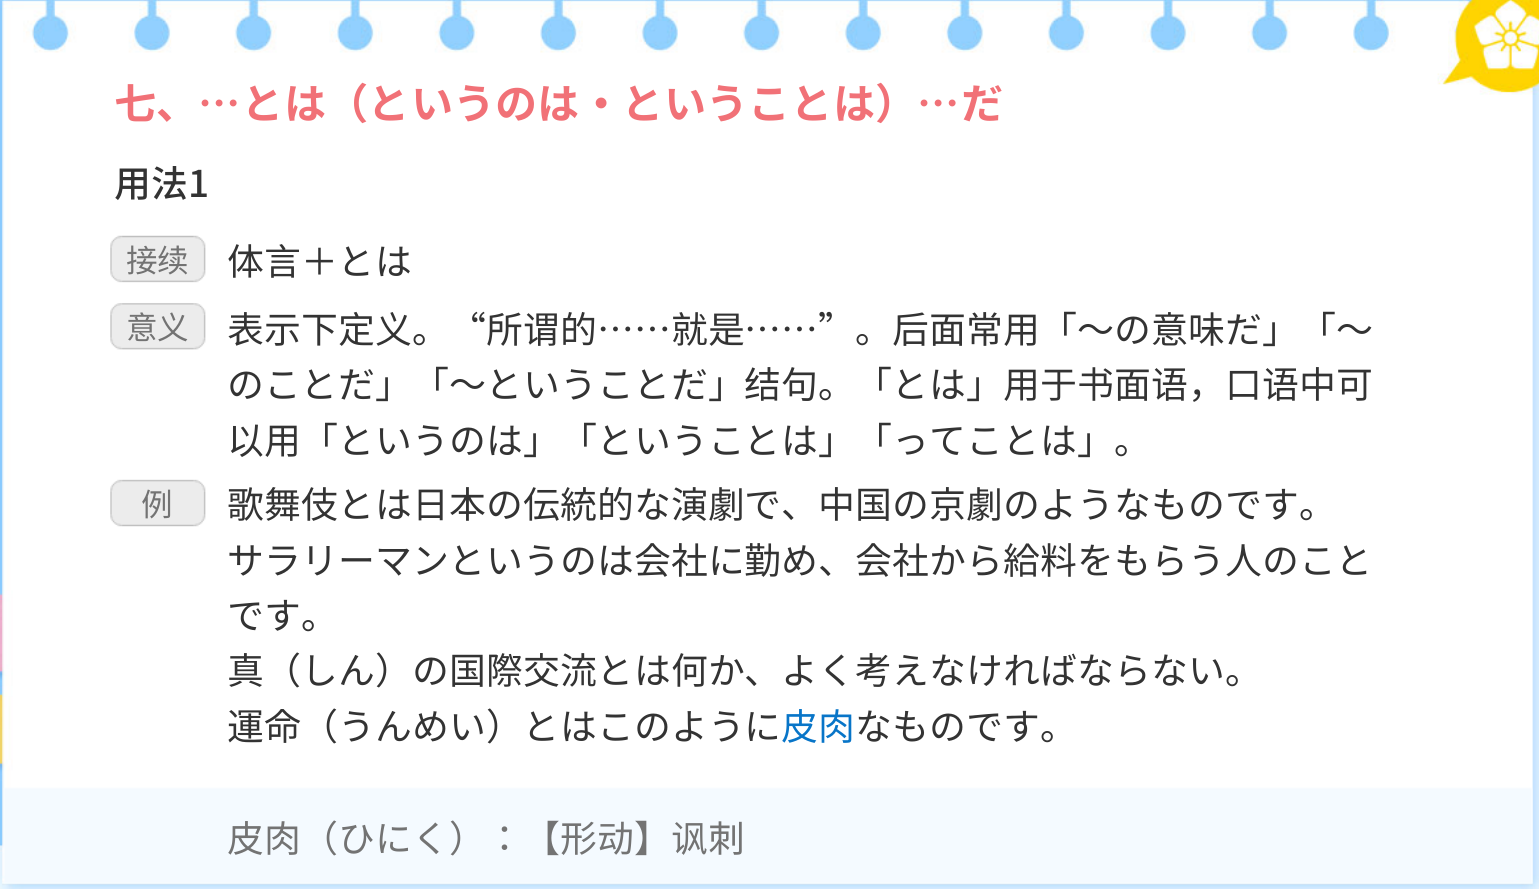 七、…とは（というのは・ということは）…だ
用法1
接续 体言＋とは
意义 表示下定义。“所谓的……就是……”。后面常用「～の意味だ」「～
のことだ」「～ということだ」结句。「とは」用于书面语，口语中可
以用「というのは」「ということは」「ってことは」。
例 歌舞伎とは日本の伝統的な演劇で、中国の京劇のようなものです。
サラリーマンというのは会社に勤め、会社から給料をもらう人のこと
です。
真（しん）の国際交流とは何か、よく考えなければならない。
運命（うんめい）とはこのように皮肉なものです。
皮肉（ひにく）：【形动】讽刺